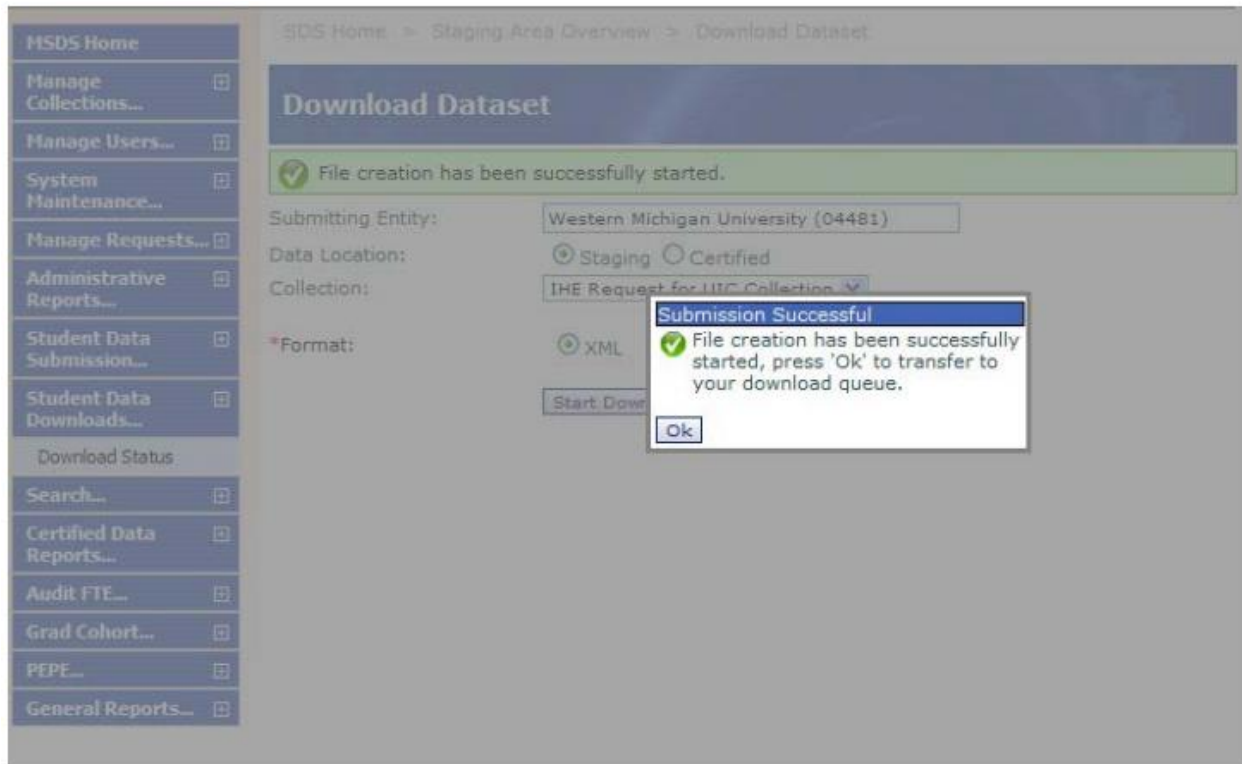 MSDS Home
Manage
Collections...
Manage Users...
System
Maintenance...
Manage Requests...
Administrative
Reports...
Student Data
Submission...
Student Data
Downloads...
Download Status
Search...
Certified Data
Reports...
Audit FTE...
Grad Cohort...
PEPE...
General Reports...
SDS Home > Staging Area Overview > Download Dataset
Download Dataset
File creation has been successfully started.
Submitting Entity: Western Michigan University (04481)
Data Location: Staging Certified
Collection: IHE Request for UIC Collection
*Format: XML
Start Dow
Submission Successful
File creation has been successfully
started, press 'Ok' to transfer to
your download queue.
Ok